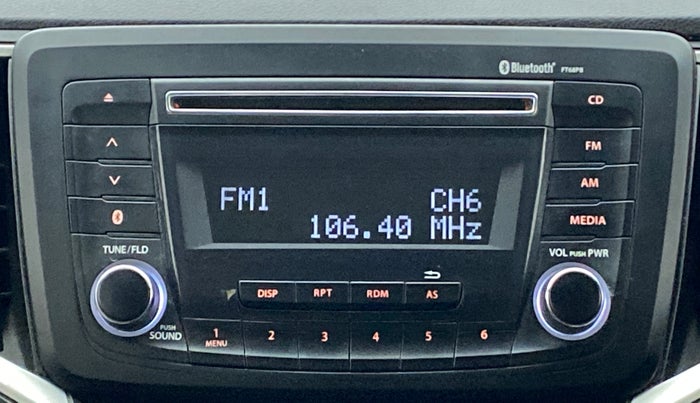 Bluetooth® FT68PB
CD
FM
AM
MEDIA
FM1 CH6
106.40 MHz
TUNE/FLD
VOL PUSH PWR
DISP RPT RDM AS
PUSH
SOUND
1 2 3 4 5 6
MENU